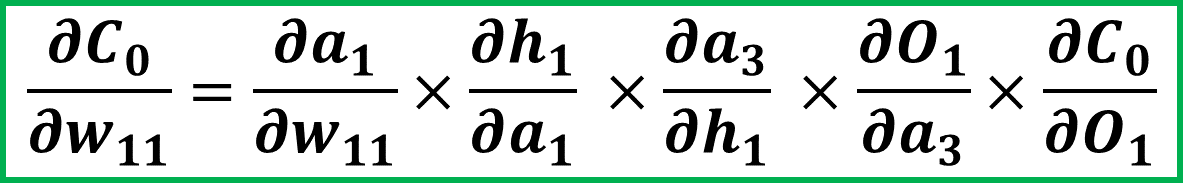 ∂C₀/∂w₁₁ = ∂a₁/∂w₁₁ × ∂h₁/∂a₁ × ∂a₃/∂h₁ × ∂O₁/∂a₃ × ∂C₀/∂O₁